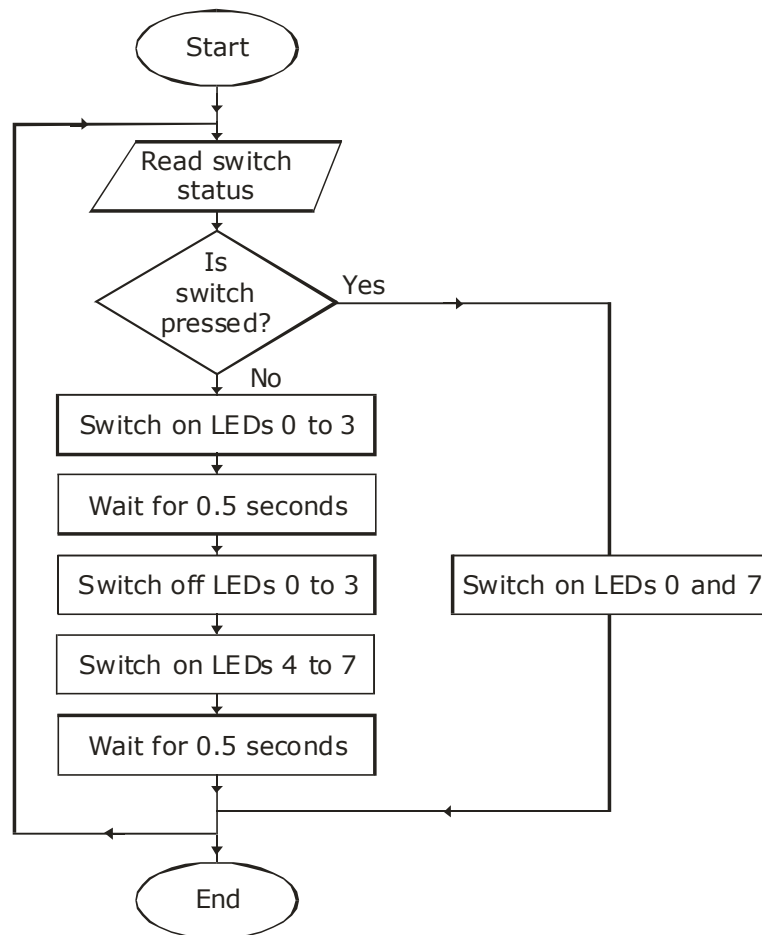 Start
Read switch
status
Is
switch
pressed?
Yes
No
Switch on LEDs 0 to 3
Wait for 0.5 seconds
Switch off LEDs 0 to 3
Switch on LEDs 0 and 7
Switch on LEDs 4 to 7
Wait for 0.5 seconds
End